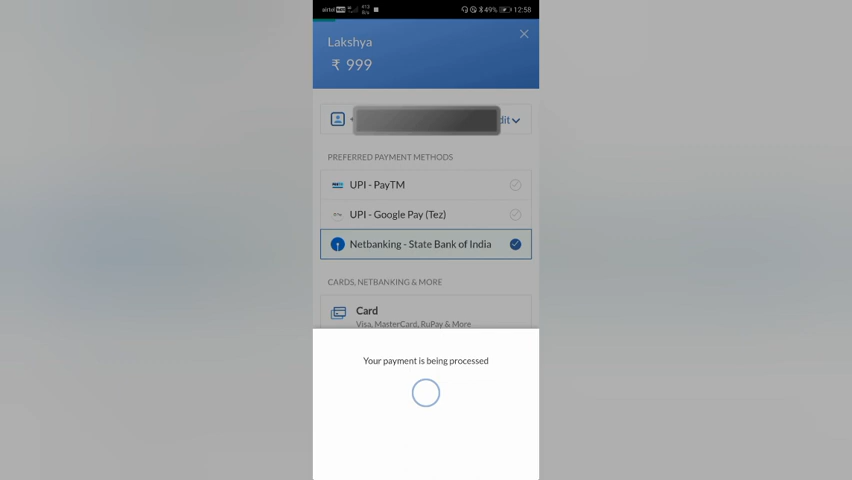 airtel 49% 12:58
Lakshya
₹ 999
PREFERRED PAYMENT METHODS
UPI - PayTM
UPI - Google Pay (Tez)
Netbanking - State Bank of India
CARDS, NETBANKING & MORE
Card
Visa, MasterCard, RuPay & More
Your payment is being processed